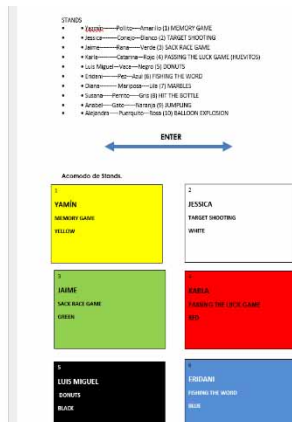 STANDS
• Yazmín-----Pollito---Amarillo (1) MEMORY GAME
• Jessica------Conejo--Blanco (2) TARGET SHOOTING
• Jaime------Rana-----Verde (3) SACK RACE GAME
• Karla------Catarina---Rojo (4) PASSING THE LUCK GAME (HUEVITOS)
• Luis Miguel---Vaca---Negro (5) DONUTS
• Eridani-----Pez--Azul (6) FISHING THE WORD
• Diana------Mariposa----Lila (7) MARBLES
• Susana----Perrito---Gris (8) HIT THE BOTTLE
• Anabel---Gato---Naranja (9) JUMPLING
• Alejandra----Puerquito---Rosa (10) BALLOON EXPLOSION
ENTER
Acomodo de Stands.
1
YAMÍN
MEMORY GAME
YELLOW
2
JESSICA
TARGET SHOOTING
WHITE
3
JAIME
SACK RACE GAME
GREEN
KARLA
PASSING THE LUCK GAME
RED
5
LUIS MIGUEL
DONUTS
BLACK
6
ERIDANI
FISHING THE WORD
BLUE